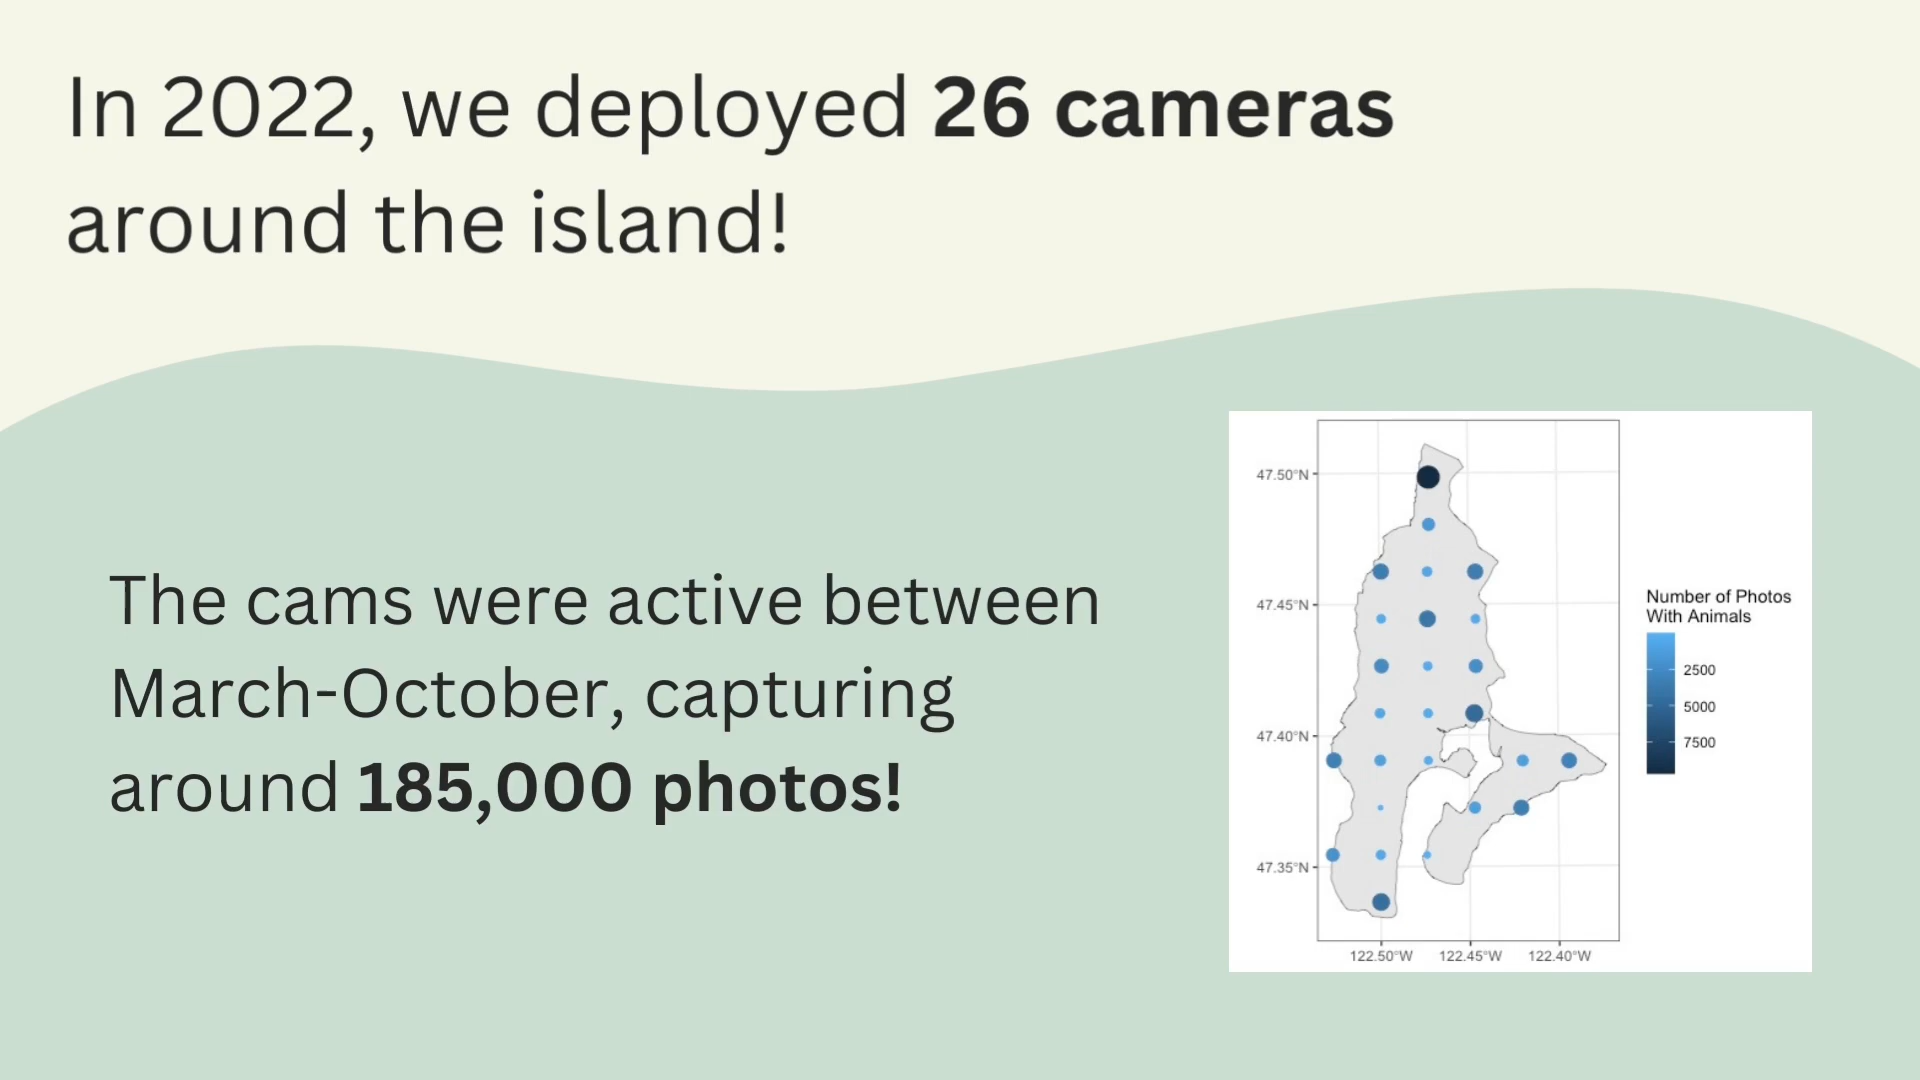 In 2022, we deployed 26 cameras
around the island!
The cams were active between
March-October, capturing
around 185,000 photos!
47.50°N
47.45°N
47.40°N
47.35°N
122.50°W 122.45°W 122.40°W
Number of Photos
With Animals
2500
5000
7500